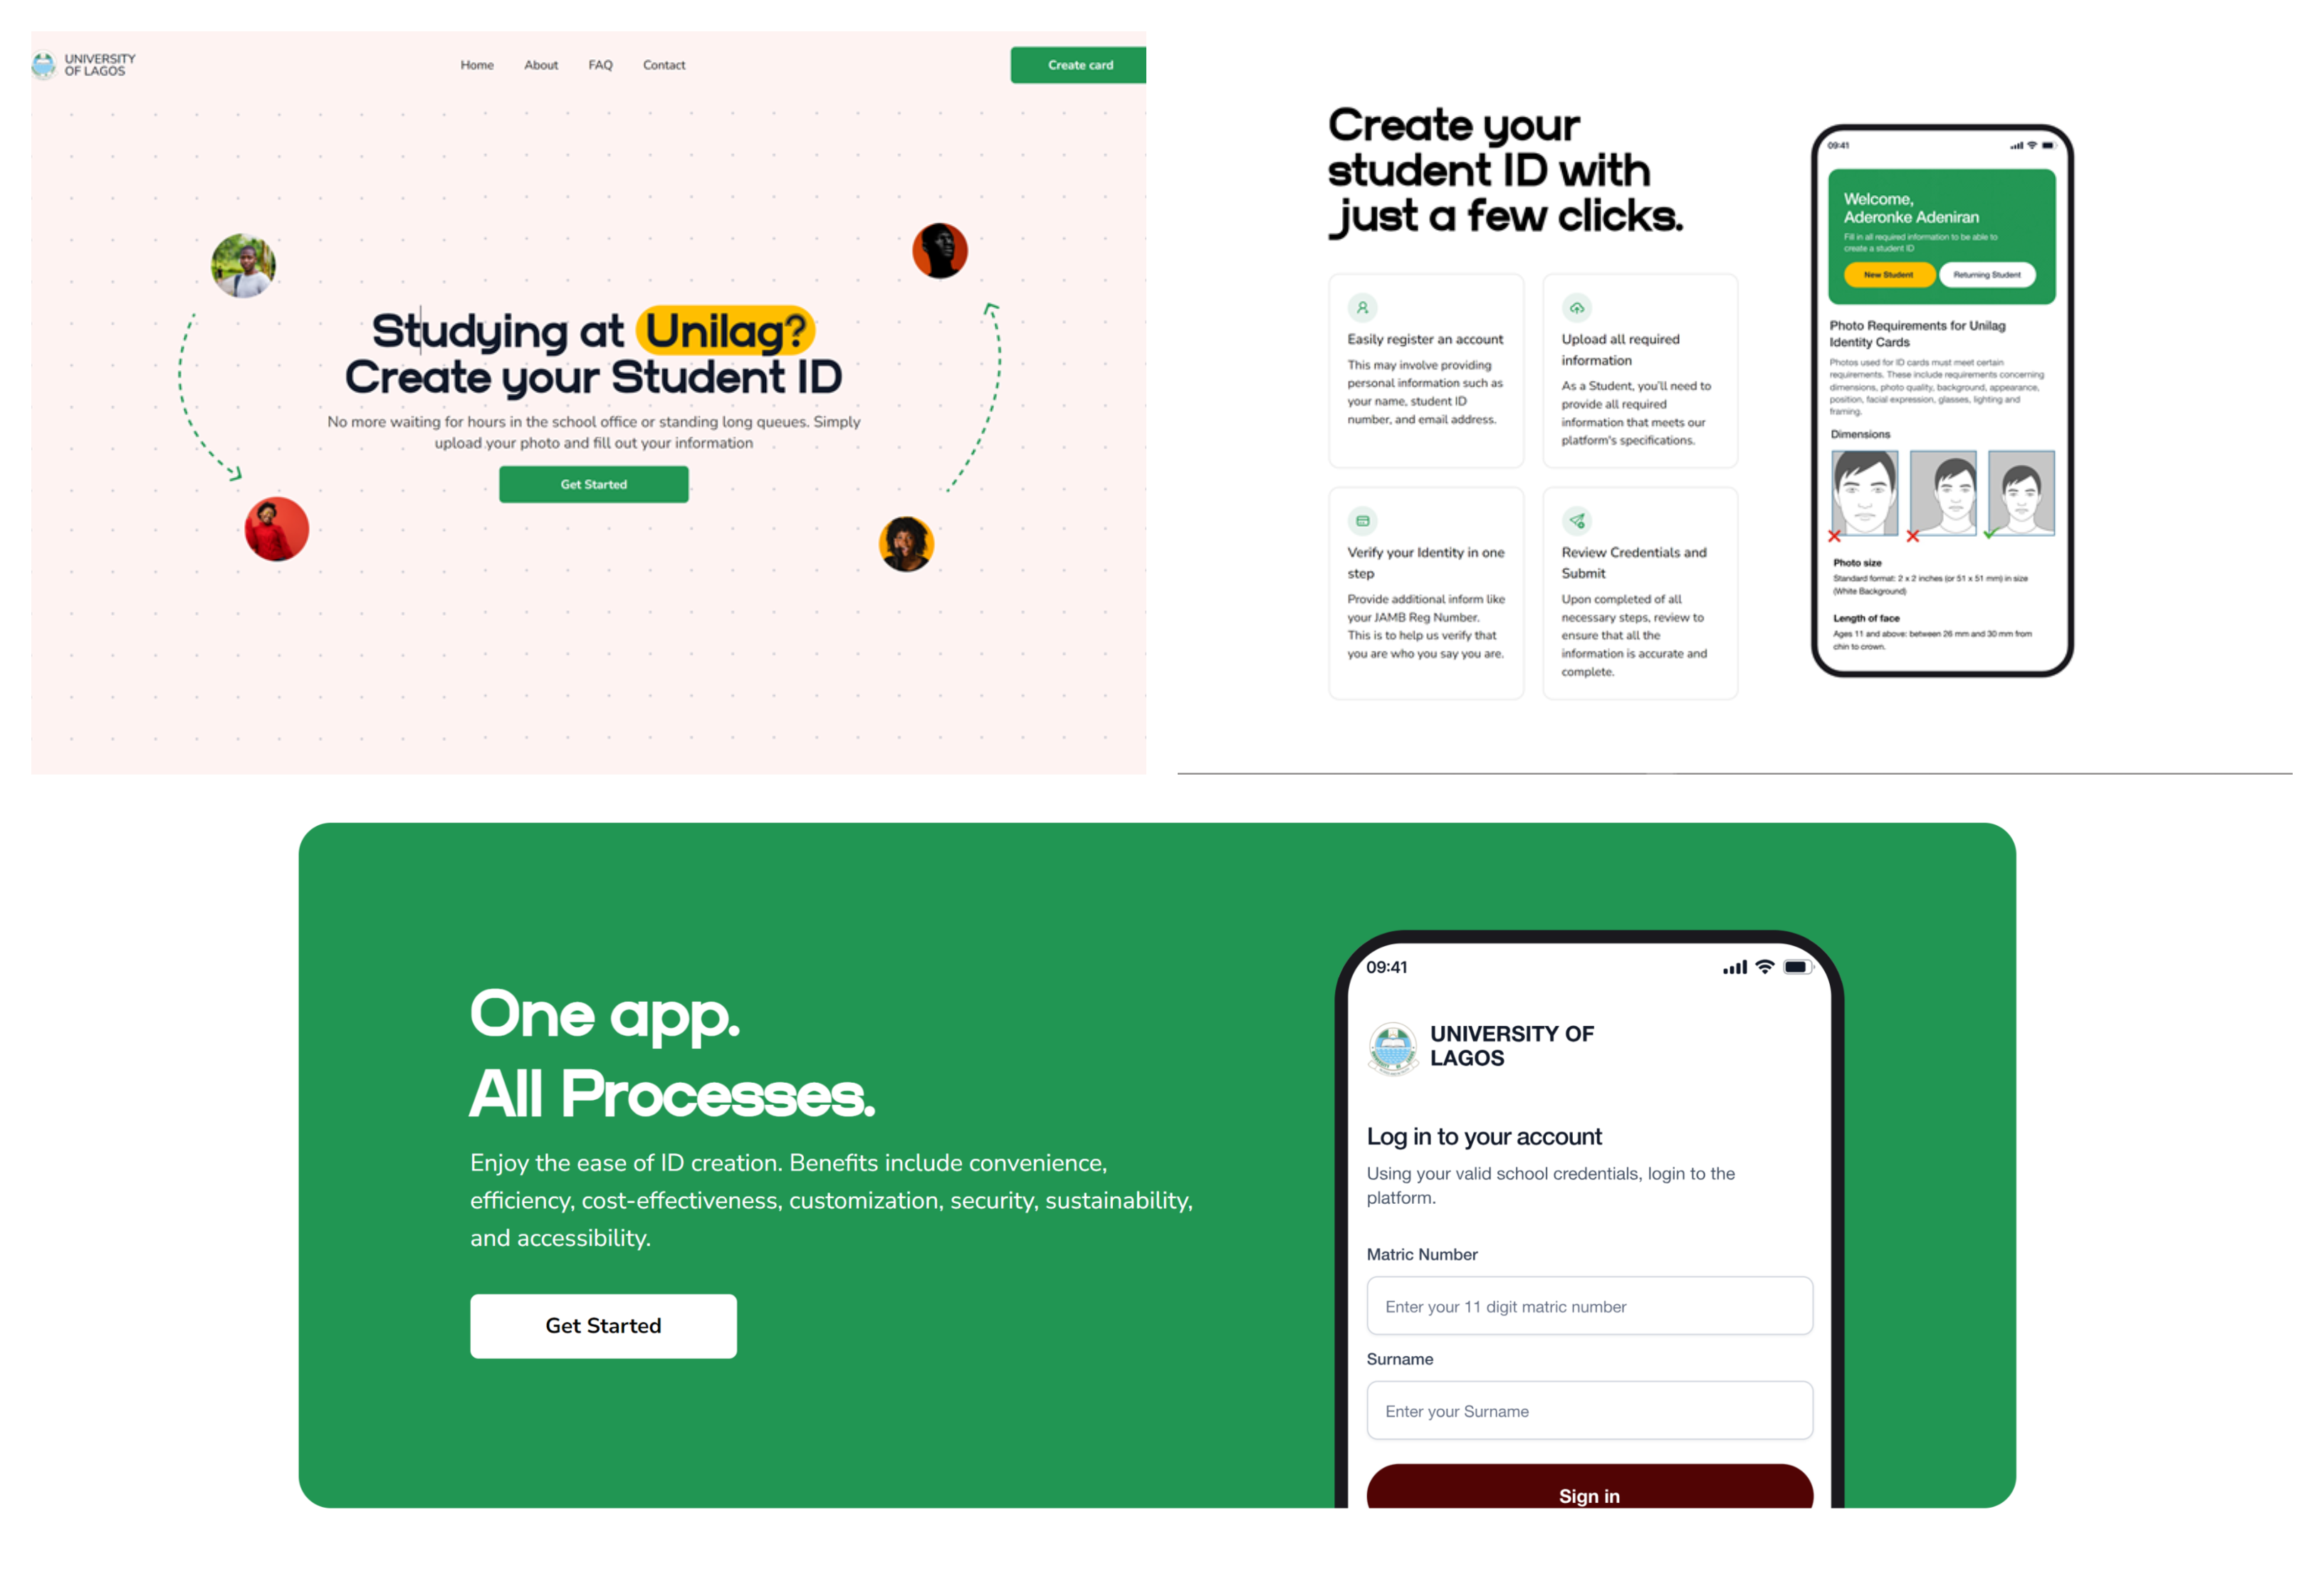 UNIVERSITY
OF LAGOS
Home
About
FAQ
Contact
Create card
Studying at Unilag?
Create your Student ID
No more waiting for hours in the school office or standing long queues. Simply
upload your photo and fill out your information
Get Started
Create your
student ID with
just a few clicks.
Easily register an account
This may involve providing
personal information such as
your name, student ID
number, and email address.
Upload all required
information
As a Student, you'll need to
provide all required
information that meets our
platform's specifications.
Verify your Identity in one
step
Provide additional inform like
your JAMB Reg Number.
This is to help us verify that
you are who you say you are.
Review Credentials and
Submit
Upon completed of all
necessary steps, review to
ensure that all the
information is accurate and
complete.
09:41
Welcome,
Aderonke Adeniran
Fill in all required information to be able to
create a student ID
New Student
Returning Student
Photo Requirements for Unilag
Identity Cards
Photos used for ID cards must meet certain
requirements. These include requirements concerning
dimensions, photo quality, background, appearance,
position, facial expression, glasses, lighting and
framing.
Dimensions
Photo size
Standard format: 2 x 2 inches (or 51 x 51 mm) in size
(White Background)
Length of face
Ages 11 and above: between 26 mm and 30 mm from
chin to crown.
One app.
All Processes.
Enjoy the ease of ID creation. Benefits include convenience,
efficiency, cost-effectiveness, customization, security, sustainability,
and accessibility.
Get Started
09:41
UNIVERSITY OF
LAGOS
Log in to your account
Using your valid school credentials, login to the
platform.
Matric Number
Enter your 11 digit matric number
Surname
Enter your Surname
Sign in